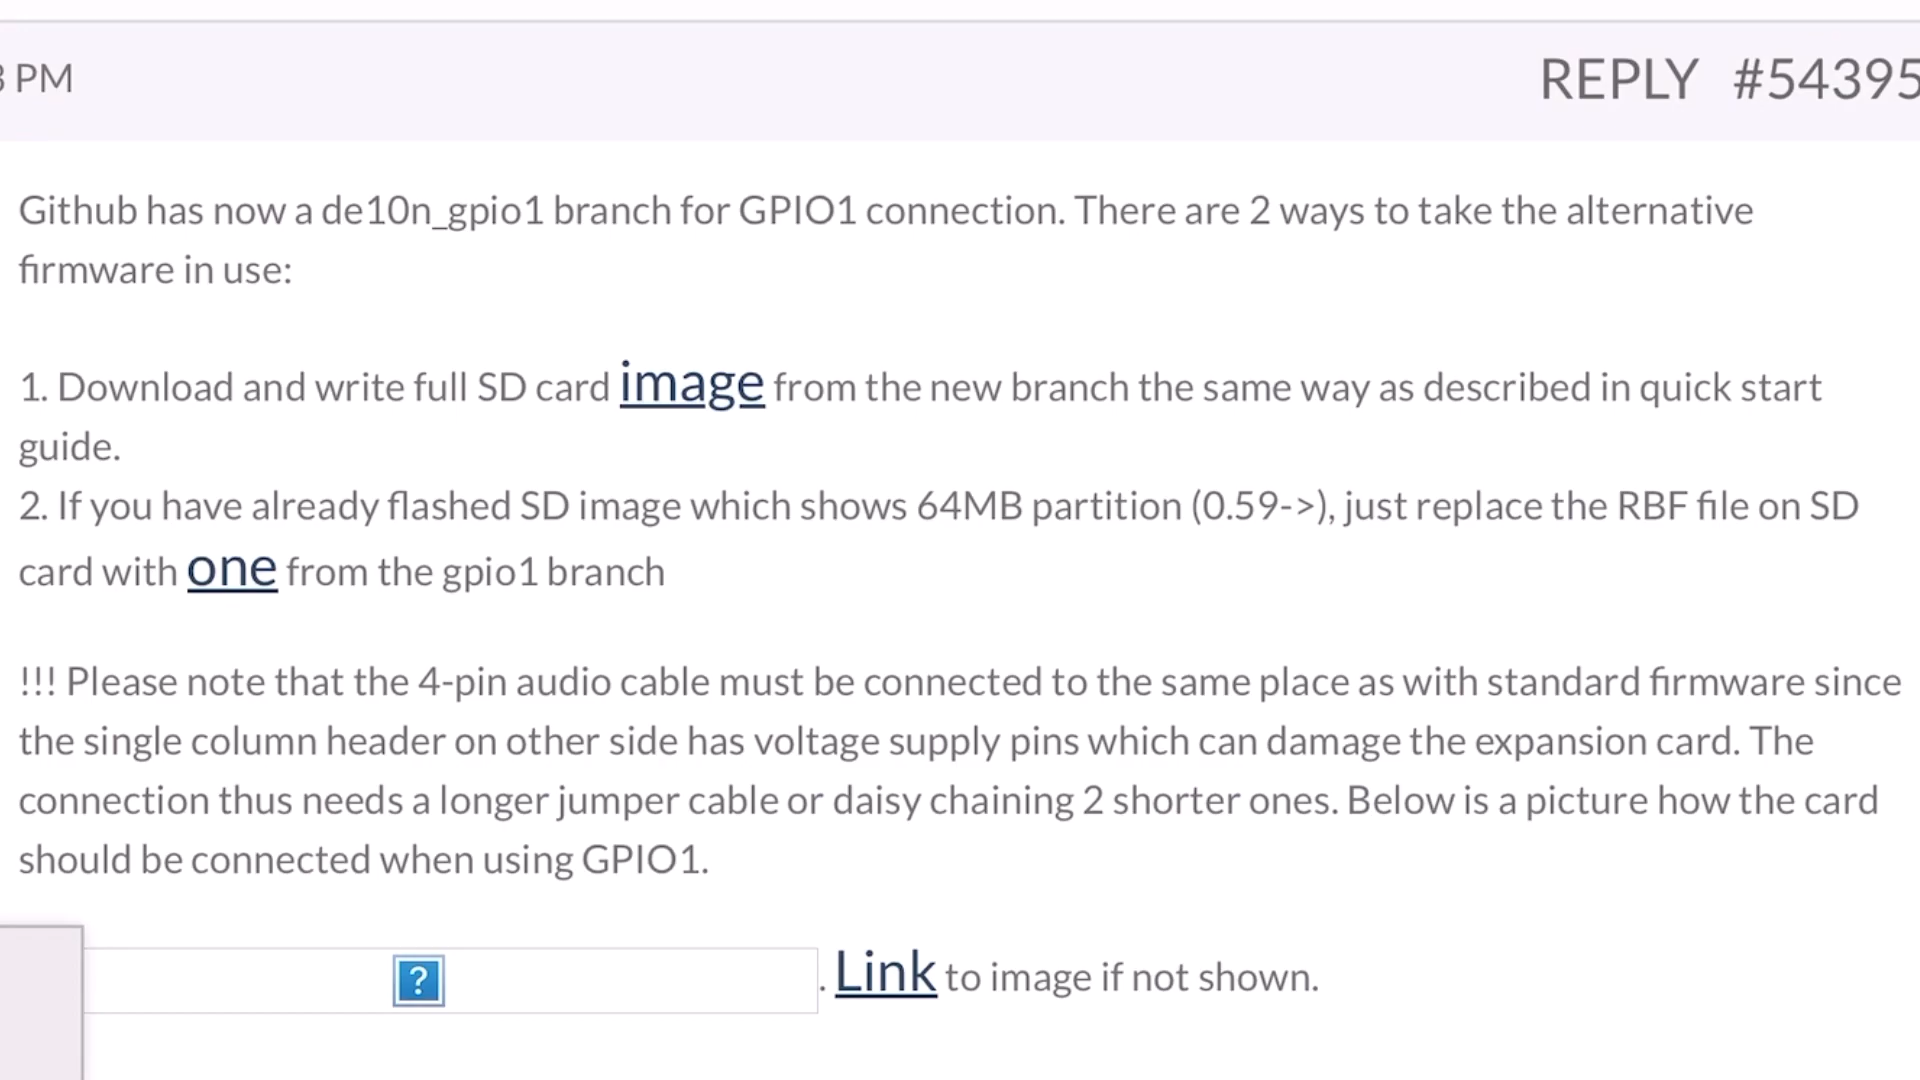 PM
REPLY #54395
Github has now a de10n_gpio1 branch for GPIO1 connection. There are 2 ways to take the alternative
firmware in use:
1. Download and write full SD card image from the new branch the same way as described in quick start
guide.
2. If you have already flashed SD image which shows 64MB partition (0.59->), just replace the RBF file on SD
card with one from the gpio1 branch
!!! Please note that the 4-pin audio cable must be connected to the same place as with standard firmware since
the single column header on other side has voltage supply pins which can damage the expansion card. The
connection thus needs a longer jumper cable or daisy chaining 2 shorter ones. Below is a picture how the card
should be connected when using GPIO1.
? . Link to image if not shown.